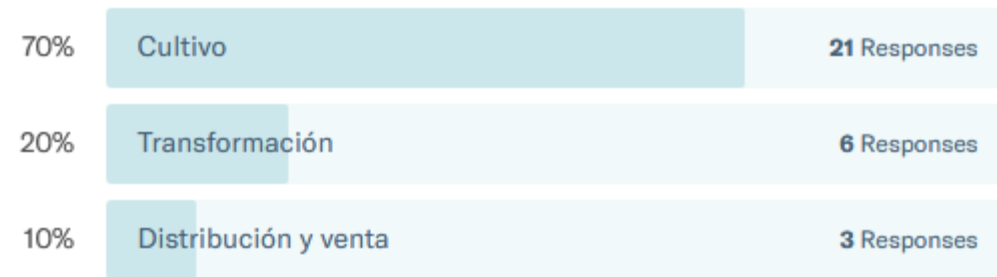 70% Cultivo 21 Responses
20% Transformación 6 Responses
10% Distribución y venta 3 Responses